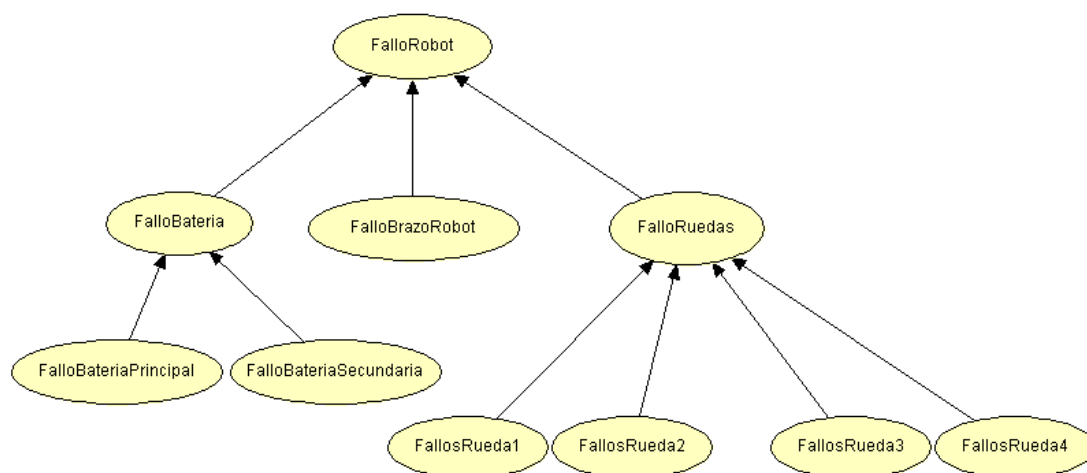 FalloRobot
FalloBateria
FalloBrazoRobot
FalloRuedas
FalloBateriaPrincipal
FalloBateriaSecundaria
FallosRueda1
FallosRueda2
FallosRueda3
FallosRueda4